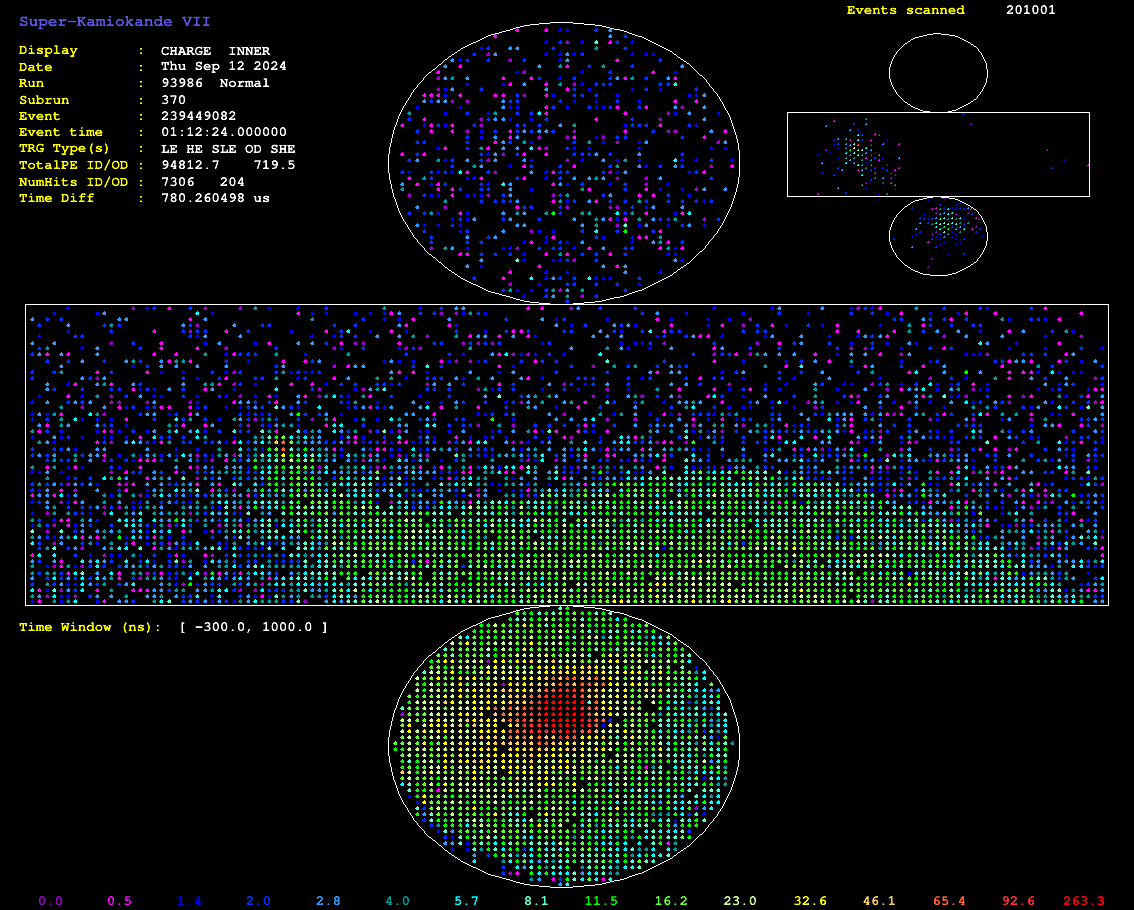 Super-Kamiokande VII
Events scanned 201001
Display : CHARGE INNER
Date : Thu Sep 12 2024
Run : 93986 Normal
Subrun : 370
Event : 239449082
Event time : 01:12:24.000000
TRG Type(s) : LE HE SLE OD SHE
TotalPE ID/OD : 94812.7 719.5
NumHits ID/OD : 7306 204
Time Diff : 780.260498 us
Time Window (ns): [ -300.0, 1000.0 ]
0.0 0.5 1.4 2.0 2.8 4.0 5.7 8.1 11.5 16.2 23.0 32.6 46.1 65.4 92.6 263.3